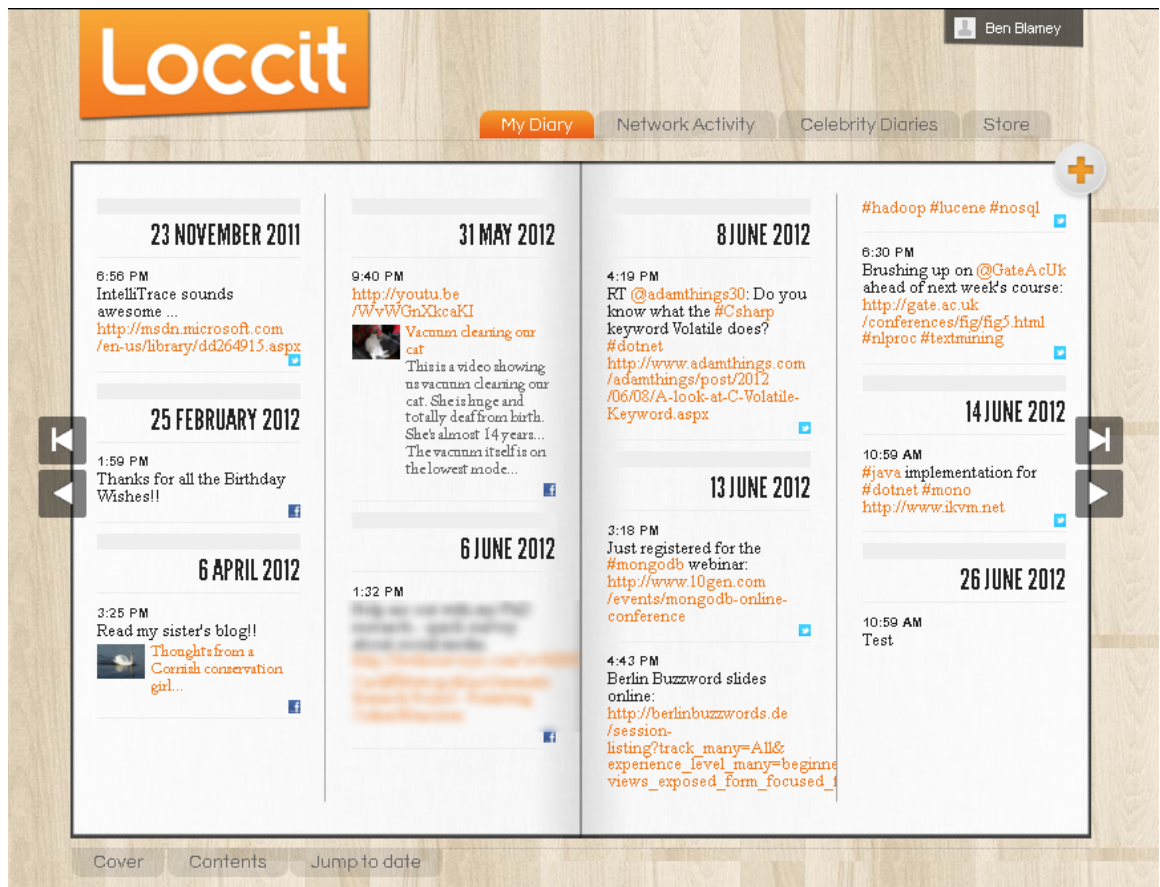 Loccit
Ben Blamey
My Diary
Network Activity
Celebrity Diaries
Store
23 NOVEMBER 2011
6:56 PM
IntelliTrace sounds
awesome ...
http://msdn.microsoft.com
/en-us/library/dd264915.aspx
25 FEBRUARY 2012
1:59 PM
Thanks for all the Birthday
Wishes!!
6 APRIL 2012
3:25 PM
Read my sister's blog!!
Thoughts from a
Cornish conservation
girl...
31 MAY 2012
9:40 PM
http://youtu.be
/WvWGnXkcaKI
Vacuum cleaning our
cat
This is a video showing
us vacuum cleaning our
cat. She is huge and
totally deaf from birth.
She's almost 14 years...
The vacuum itself is on
the lowest mode...
6 JUNE 2012
1:32 PM
8 JUNE 2012
4:19 PM
RT @adamthings30: Do you
know what the #Csharp
keyword Volatile does?
#dotnet
http://www.adamthings.com
/adamthings/post/2012
/06/08/A-look-at-C-Volatile-
Keyword.aspx
13 JUNE 2012
3:18 PM
Just registered for the
#mongodb webinar:
http://www.10gen.com
/events/mongodb-online-
conference
4:43 PM
Berlin Buzzword slides
online:
http://berlinbuzzwords.de
/session-
listing?track_many=All&
experience_level_many=beginne
views_exposed_form_focused_f
#hadoop #lucene #nosql
6:30 PM
Brushing up on @GateAcUk
ahead of next week's course:
http://gate.ac.uk
/conferences/fig/fig5.html
#nlproc #textmining
14 JUNE 2012
10:59 AM
#java implementation for
#dotnet #mono
http://www.ikvm.net
26 JUNE 2012
10:59 AM
Test
Cover
Contents
Jump to date